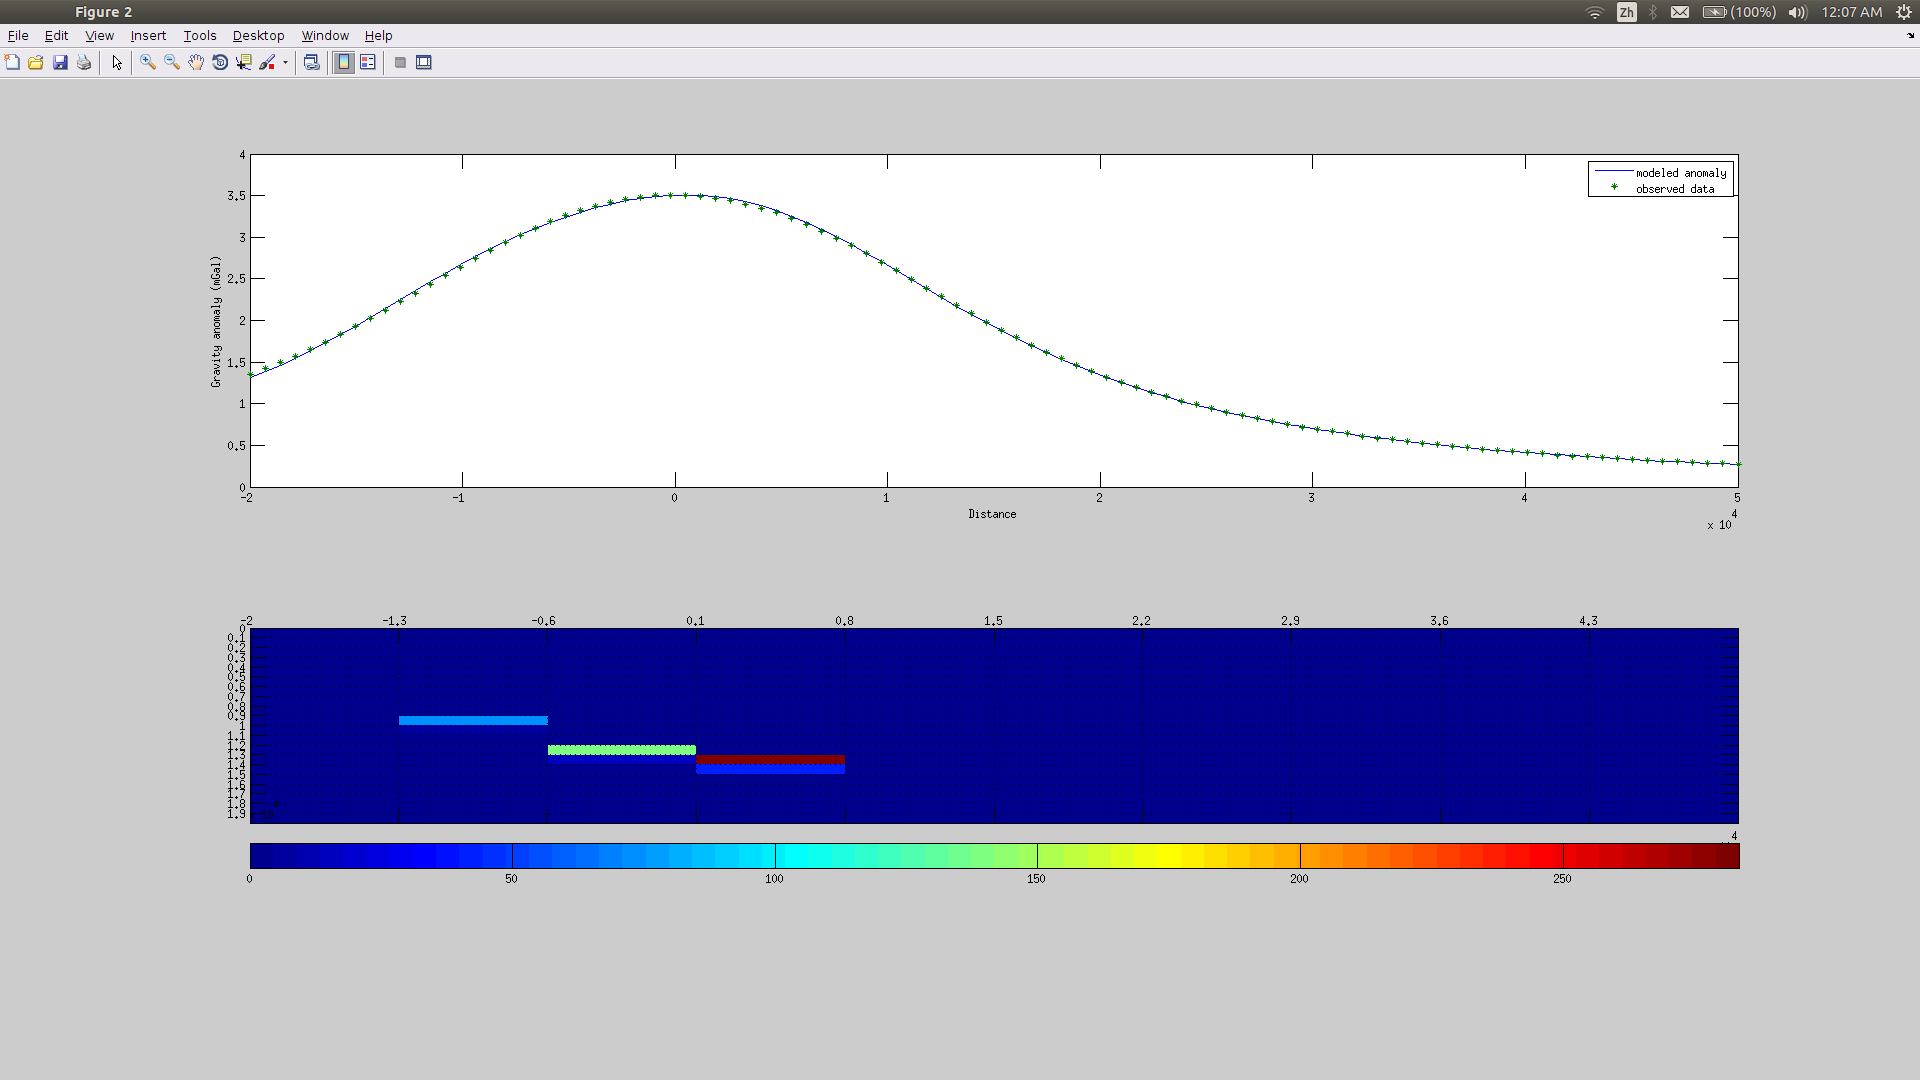 Figure 2
Zh
(100%)
12:07 AM
File Edit View Insert Tools Desktop Window Help
4
3.5
3
2.5
2
1.5
1
0.5
0
Gravity anomaly (mGal)
modeled anomaly
observed data
-2 -1 0 1 2 3 4 5
Distance
x 10
4
-2 -1.3 -0.6 0.1 0.8 1.5 2.2 2.9 3.6 4.3
0
0.1
0.2
0.3
0.4
0.5
0.6
0.7
0.8
0.9
1
1.1
1.2
1.3
1.4
1.5
1.6
1.7
1.8
1.9
10
4
0 50 100 150 200 250